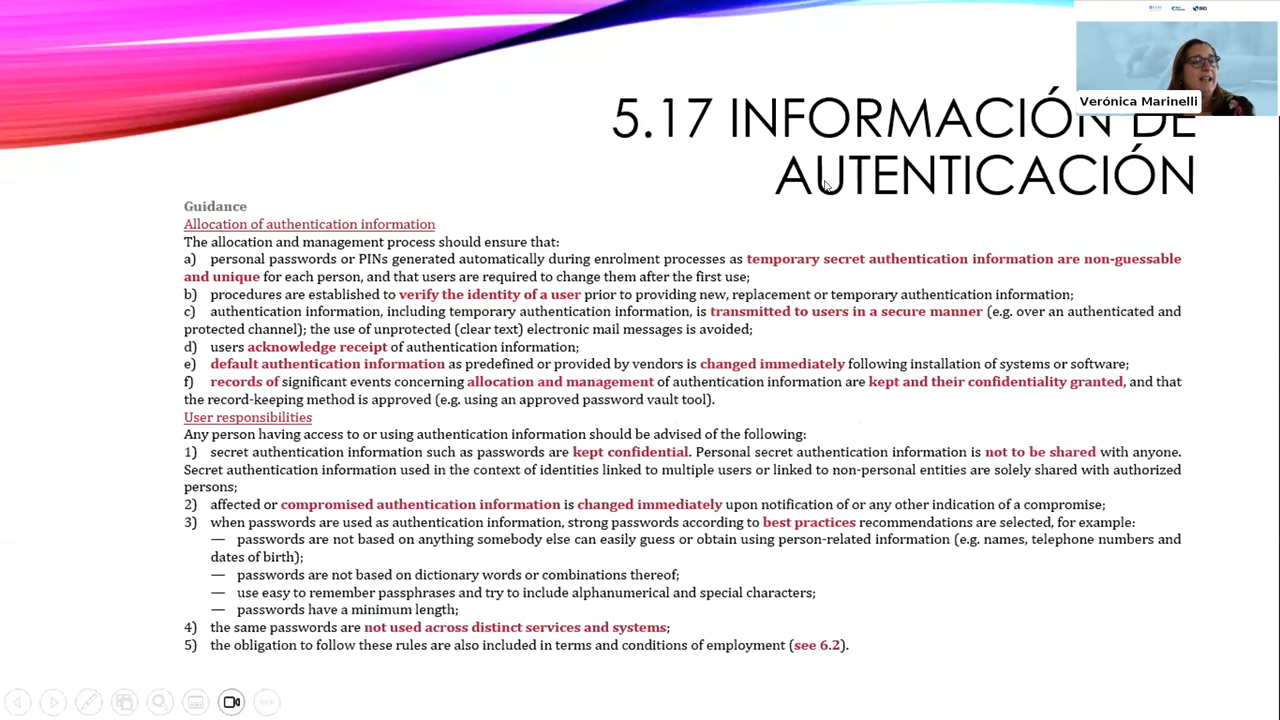 Verónica Marinelli
5.17 INFORMACIÓN DE
AUTENTICACIÓN
Guidance
Allocation of authentication information
The allocation and management process should ensure that:
a) personal passwords or PINs generated automatically during enrolment processes as temporary secret authentication information are non-guessable
and unique for each person, and that users are required to change them after the first use;
b) procedures are established to verify the identity of a user prior to providing new, replacement or temporary authentication information;
c) authentication information, including temporary authentication information, is transmitted to users in a secure manner (e.g. over an authenticated and
protected channel); the use of unprotected (clear text) electronic mail messages is avoided;
d) users acknowledge receipt of authentication information;
e) default authentication information as predefined or provided by vendors is changed immediately following installation of systems or software;
f) records of significant events concerning allocation and management of authentication information are kept and their confidentiality granted, and that
the record-keeping method is approved (e.g. using an approved password vault tool).
User responsibilities
Any person having access to or using authentication information should be advised of the following:
1) secret authentication information such as passwords are kept confidential. Personal secret authentication information is not to be shared with anyone.
Secret authentication information used in the context of identities linked to multiple users or linked to non-personal entities are solely shared with authorized
persons;
2) affected or compromised authentication information is changed immediately upon notification of or any other indication of a compromise;
3) when passwords are used as authentication information, strong passwords according to best practices recommendations are selected, for example:
— passwords are not based on anything somebody else can easily guess or obtain using person-related information (e.g. names, telephone numbers and
dates of birth);
— passwords are not based on dictionary words or combinations thereof;
— use easy to remember passphrases and try to include alphanumerical and special characters;
— passwords have a minimum length;
4) the same passwords are not used across distinct services and systems;
5) the obligation to follow these rules are also included in terms and conditions of employment (see 6.2).